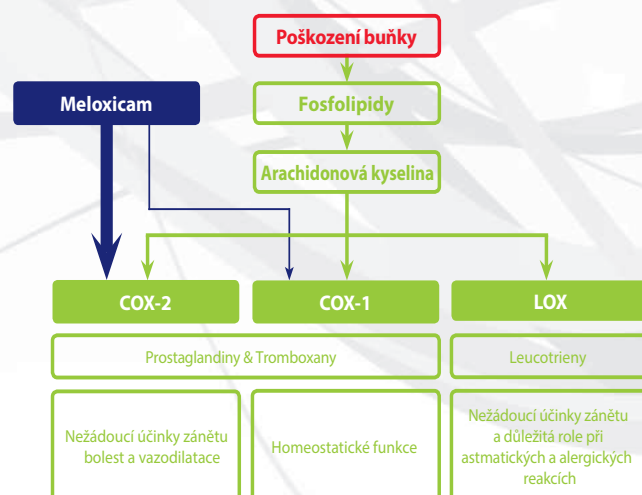 Poškození buňky
Meloxicam
Fosfolipidy
Arachidonová kyselina
COX-2
COX-1
LOX
Prostaglandiny & Tromboxany
Leucotrieny
Nežádoucí účinky zánětu
bolest a vazodilatace
Homeostatické funkce
Nežádoucí účinky zánětu
a důležitá role při
astmatických a alergických
reakcích